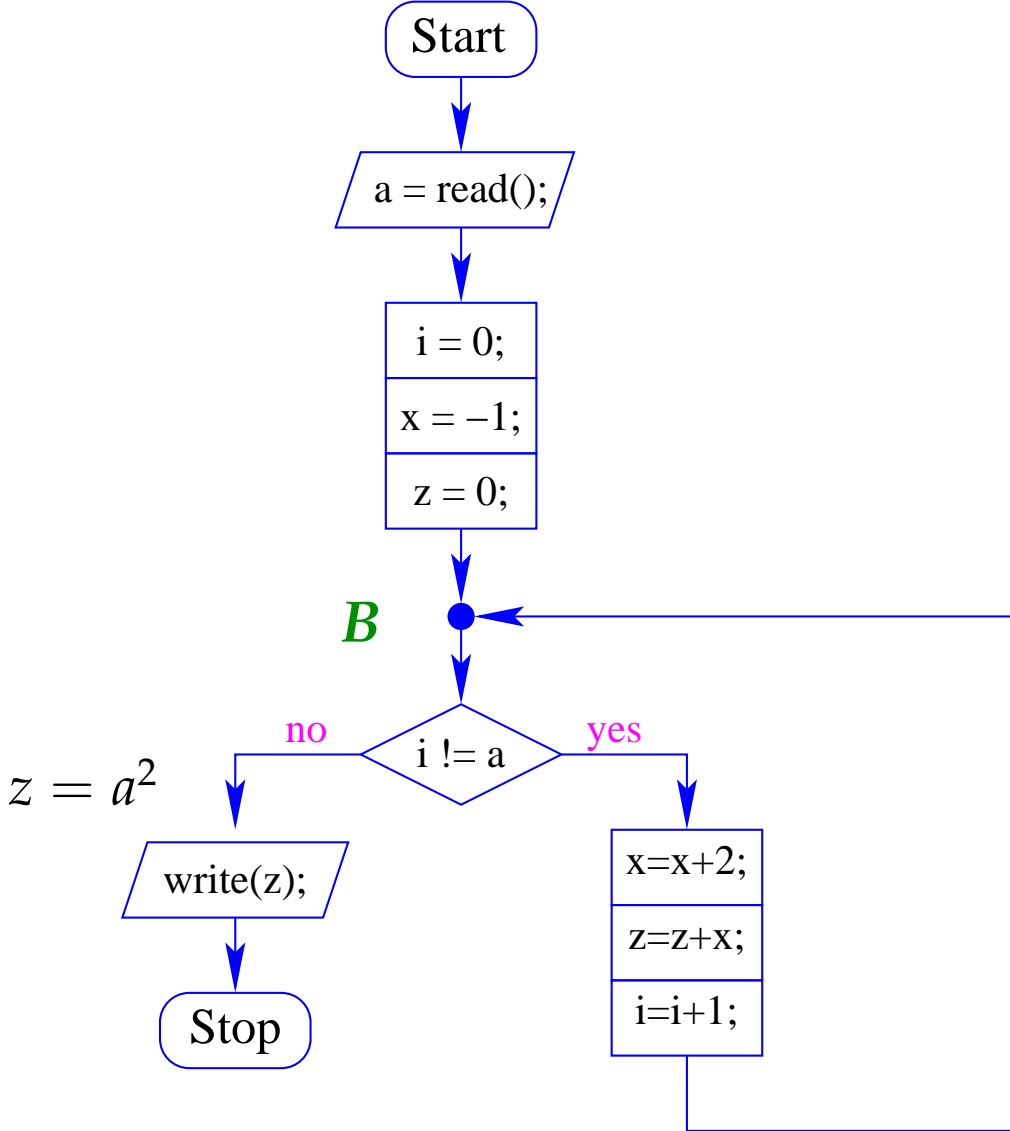 Start
a = read();
i = 0;
x = −1;
z = 0;
B
no
i != a
yes
z = a²
write(z);
x=x+2;
z=z+x;
i=i+1;
Stop